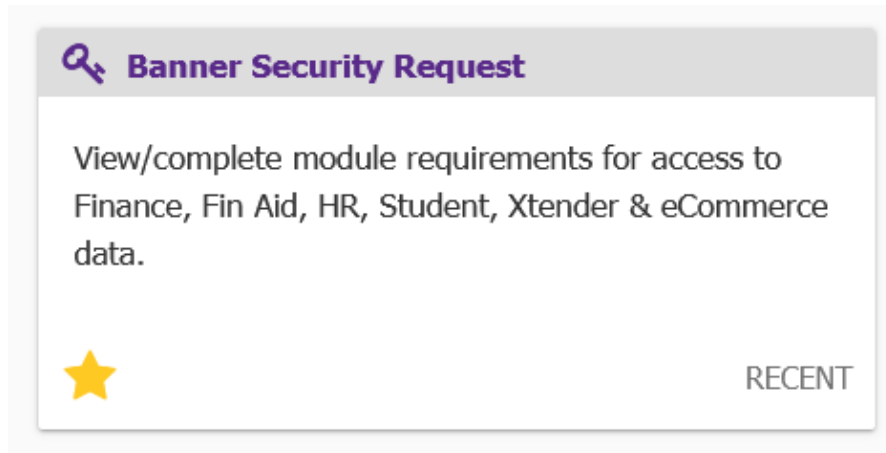 Banner Security Request
View/complete module requirements for access to
Finance, Fin Aid, HR, Student, Xtender & eCommerce
data.
RECENT